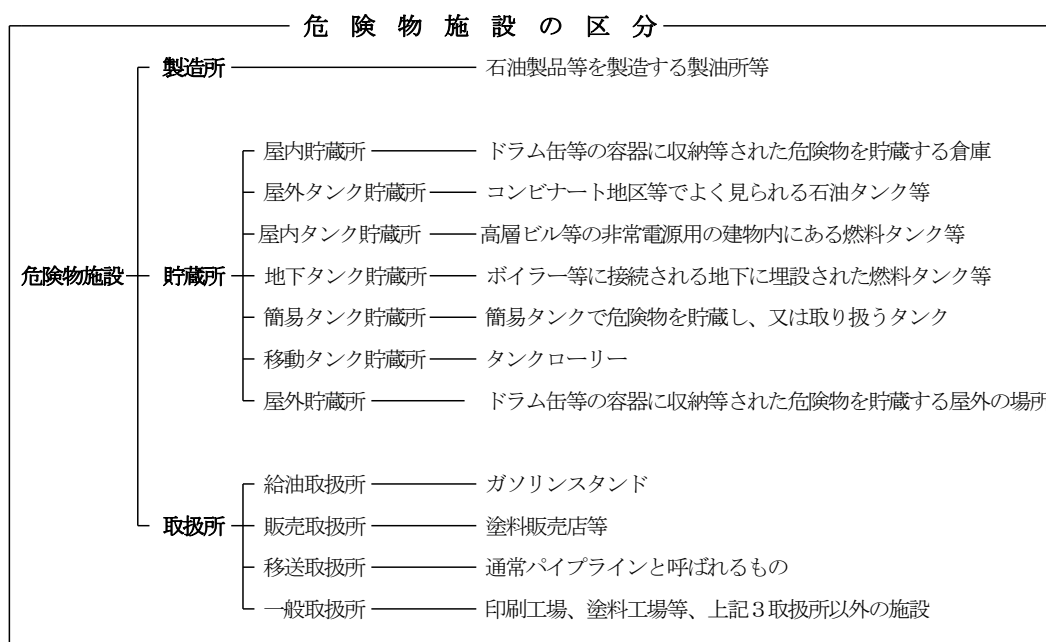 危険物施設の区分
製造所 石油製品等を製造する製油所等
屋内貯蔵所 ドラム缶等の容器に収納等された危険物を貯蔵する倉庫
屋外タンク貯蔵所 コンビナート地区等でよく見られる石油タンク等
屋内タンク貯蔵所 高層ビル等の非常電源用の建物内にある燃料タンク等
危険物施設 貯蔵所 地下タンク貯蔵所 ボイラー等に接続される地下に埋設された燃料タンク等
簡易タンク貯蔵所 簡易タンクで危険物を貯蔵し、又は取り扱うタンク
移動タンク貯蔵所 タンクローリー
屋外貯蔵所 ドラム缶等の容器に収納等された危険物を貯蔵する屋外の場所
給油取扱所 ガソリンスタンド
取扱所 販売取扱所 塗料販売店等
移送取扱所 通常パイプラインと呼ばれるもの
一般取扱所 印刷工場、塗料工場等、上記3取扱所以外の施設